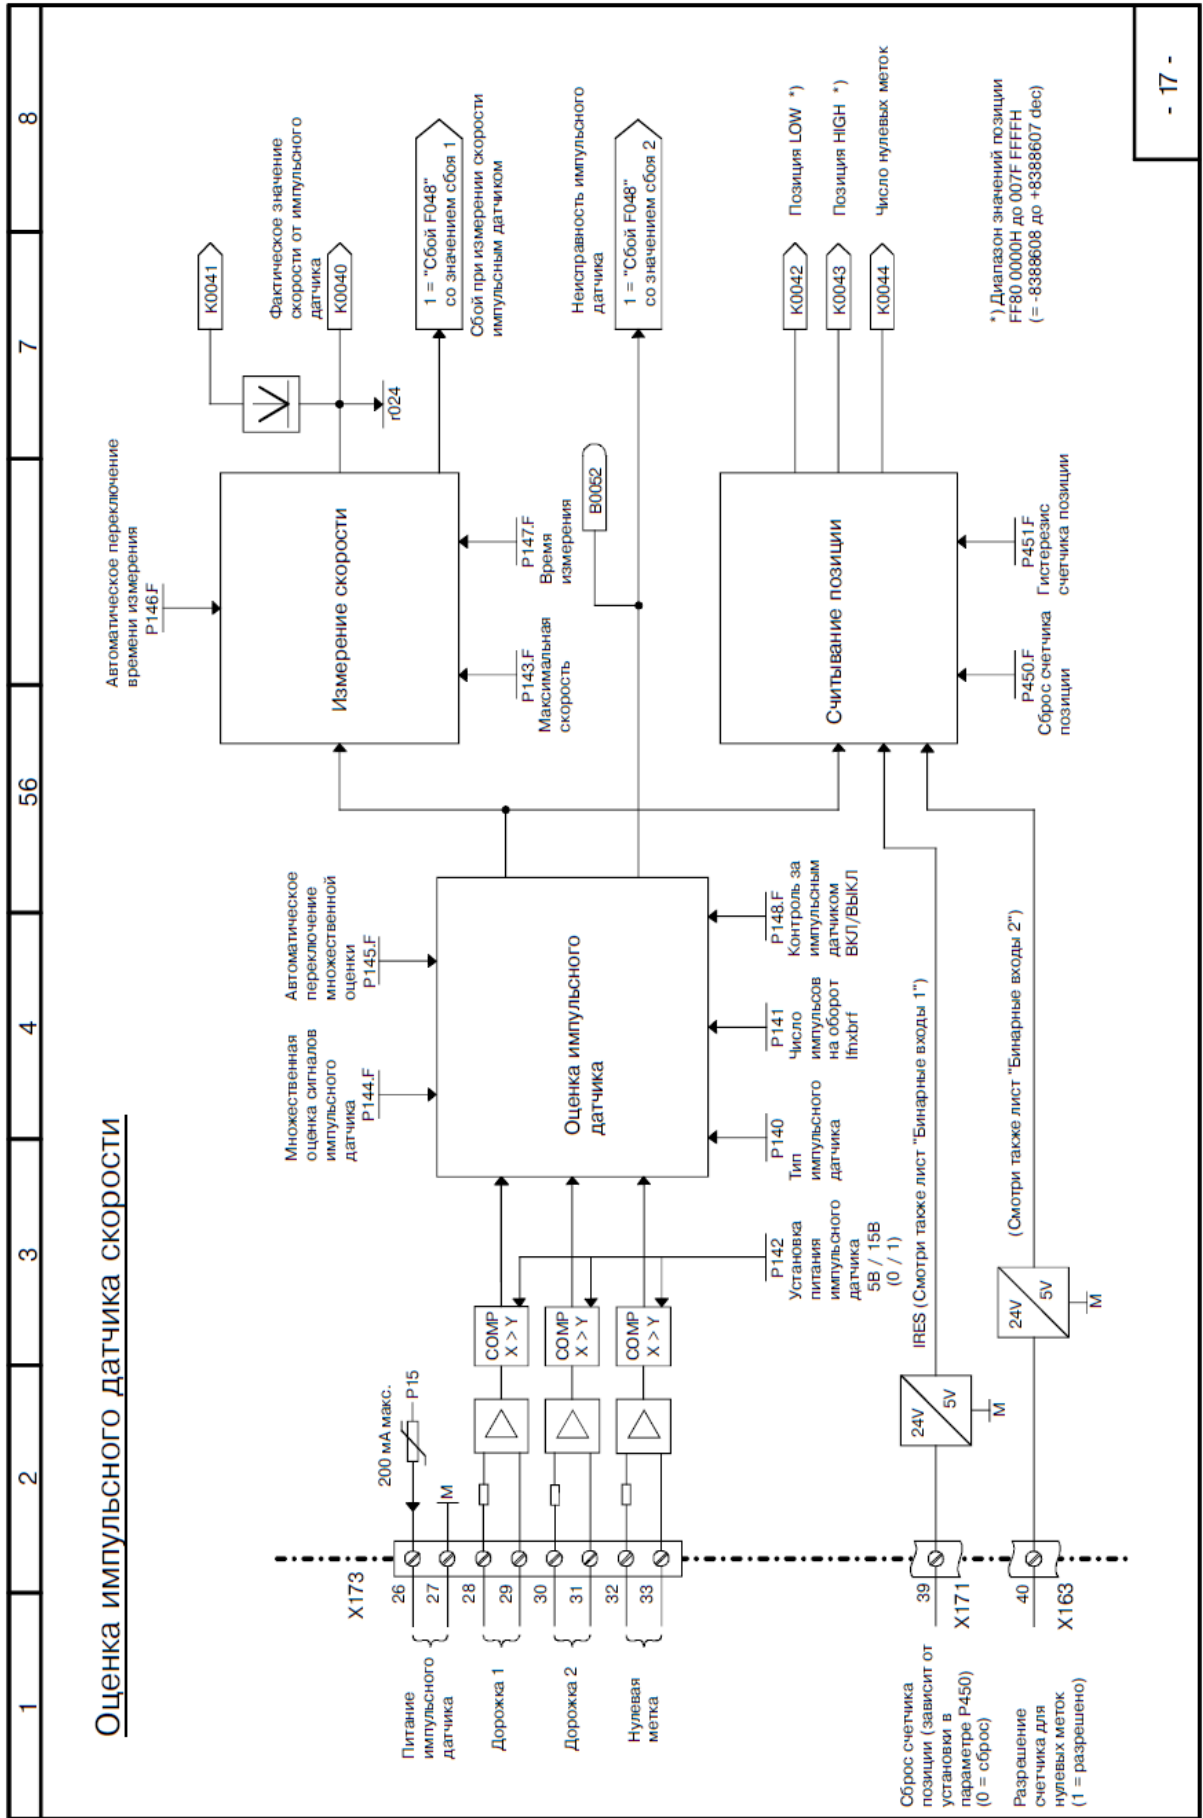 1
2
3
4
56
7
8
Оценка импульсного датчика скорости
Питание
импульсного
датчика
Дорожка 1
Дорожка 2
Нулевая
метка
X173
26
27
28
29
30
31
32
33
200 мА макс.
P15
M
COMP
X > Y
COMP
X > Y
COMP
X > Y
Множественная
оценка сигналов
импульсного
датчика
P144.F
Автоматическое
переключение
множественной
оценки
P145.F
Оценка импульсного
датчика
P142
Установка
питания
импульсного
датчика
5В / 15В
(0 / 1)
P140
Тип
импульсного
датчика
P141
Число
импульсов
на оборот
lfnxbrf
P148.F
Контроль за
импульсным
датчиком
ВКЛ/ВЫКЛ
Автоматическое переключение
времени измерения
P146.F
Измерение скорости
P143.F
Максимальная
скорость
P147.F
Время
измерения
K0041
Фактическое значение
скорости от импульсного
датчика
K0040
r024
1 = "Сбой F048"
со значением сбоя 1
Сбой при измерении скорости
импульсным датчиком
B0052
Неисправность импульсного
датчика
1 = "Сбой F048"
со значением сбоя 2
Считывание позиции
P450.F
Сброс счетчика
позиции
P451.F
Гистерезис
счетчика позиции
K0042
Позиция LOW *)
K0043
Позиция HIGH *)
K0044
Число нулевых меток
*) Диапазон значений позиции
FF80 0000H до 007F FFFFH
(= -8388608 до +8388607 dec)
Сброс счетчика
позиции (зависит от
установки в
параметре P450)
(0 = сброс)
39
X171
24V
5V
M
IRES (Смотри также лист "Бинарные входы 1")
Разрешение
счетчика для
нулевых меток
(1 = разрешено)
40
X163
24V
5V
M
(Смотри также лист "Бинарные входы 2")
- 17 -